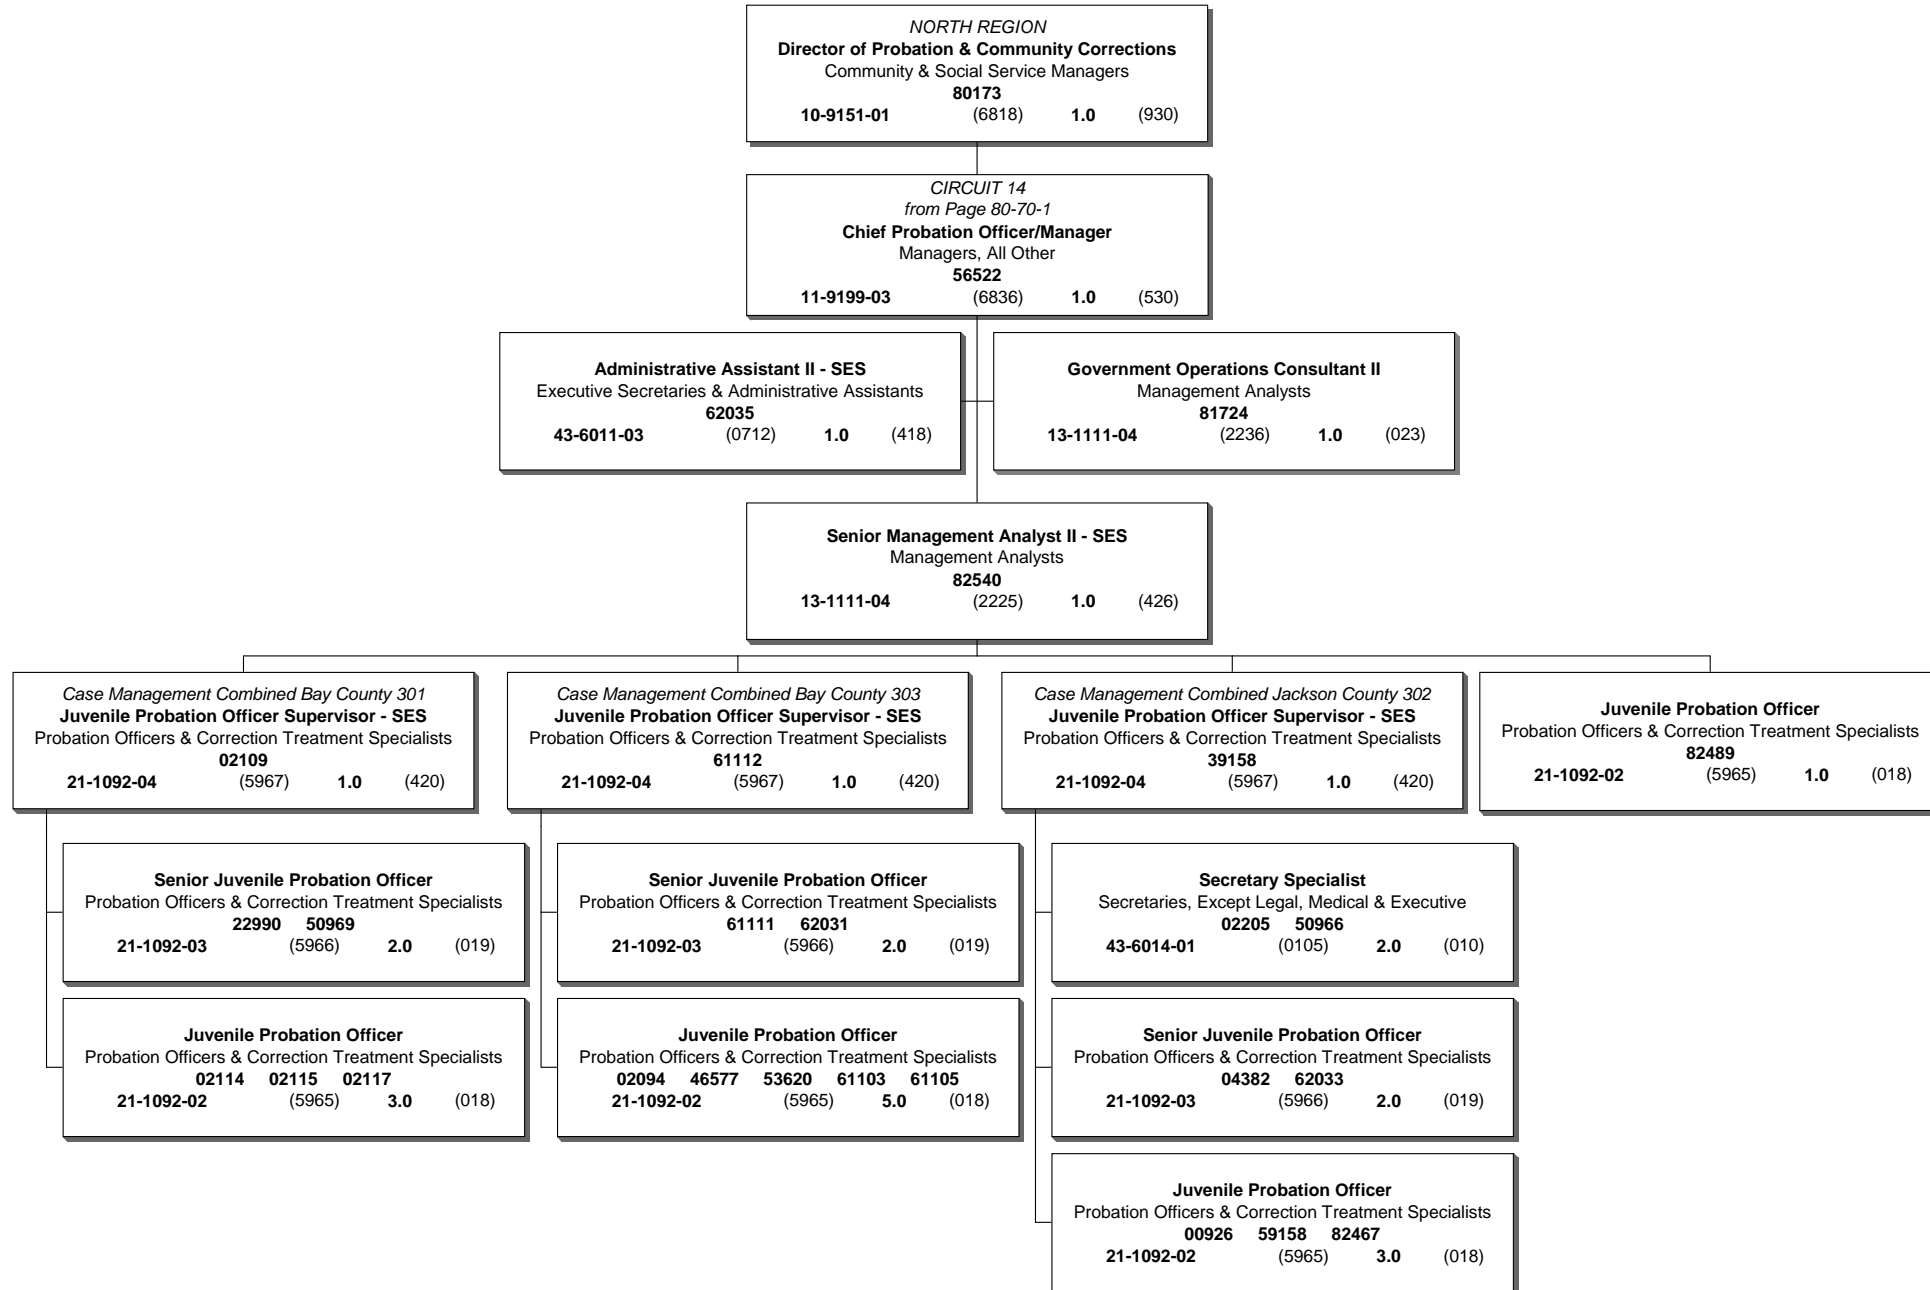 NORTH REGION
Director of Probation & Community Corrections
Community & Social Service Managers
80173
10-9151-01 (6818) 1.0 (930)
CIRCUIT 14
from Page 80-70-1
Chief Probation Officer/Manager
Managers, All Other
56522
11-9199-03 (6836) 1.0 (530)
Administrative Assistant II - SES
Executive Secretaries & Administrative Assistants
62035
43-6011-03 (0712) 1.0 (418)
Government Operations Consultant II
Management Analysts
81724
13-1111-04 (2236) 1.0 (023)
Senior Management Analyst II - SES
Management Analysts
82540
13-1111-04 (2225) 1.0 (426)
Case Management Combined Bay County 301
Juvenile Probation Officer Supervisor - SES
Probation Officers & Correction Treatment Specialists
02109
21-1092-04 (5967) 1.0 (420)
Senior Juvenile Probation Officer
Probation Officers & Correction Treatment Specialists
22990 50969
21-1092-03 (5966) 2.0 (019)
Juvenile Probation Officer
Probation Officers & Correction Treatment Specialists
02114 02115 02117
21-1092-02 (5965) 3.0 (018)
Case Management Combined Bay County 303
Juvenile Probation Officer Supervisor - SES
Probation Officers & Correction Treatment Specialists
61112
21-1092-04 (5967) 1.0 (420)
Senior Juvenile Probation Officer
Probation Officers & Correction Treatment Specialists
61111 62031
21-1092-03 (5966) 2.0 (019)
Juvenile Probation Officer
Probation Officers & Correction Treatment Specialists
02094 46577 53620 61103 61105
21-1092-02 (5965) 5.0 (018)
Case Management Combined Jackson County 302
Juvenile Probation Officer Supervisor - SES
Probation Officers & Correction Treatment Specialists
39158
21-1092-04 (5967) 1.0 (420)
Secretary Specialist
Secretaries, Except Legal, Medical & Executive
02205 50966
43-6014-01 (0105) 2.0 (010)
Senior Juvenile Probation Officer
Probation Officers & Correction Treatment Specialists
04382 62033
21-1092-03 (5966) 2.0 (019)
Juvenile Probation Officer
Probation Officers & Correction Treatment Specialists
00926 59158 82467
21-1092-02 (5965) 3.0 (018)
Juvenile Probation Officer
Probation Officers & Correction Treatment Specialists
82489
21-1092-02 (5965) 1.0 (018)